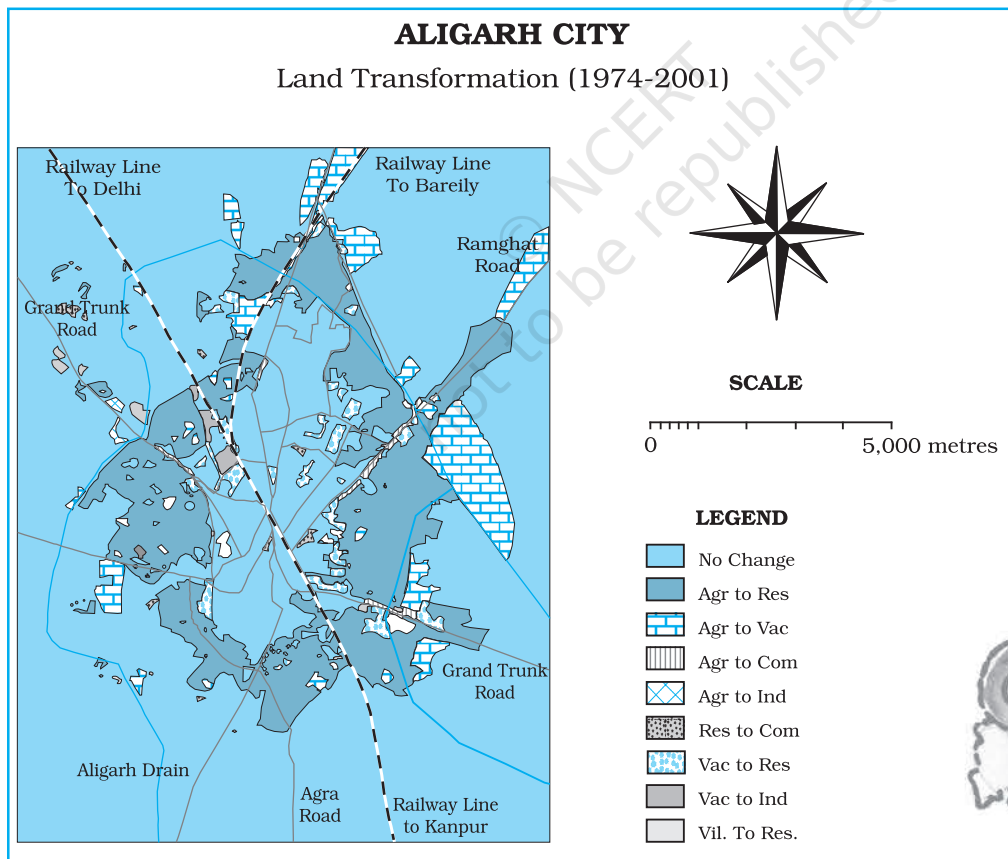 ALIGARH CITY
Land Transformation (1974-2001)
© NCERT
not to be republished
Railway Line
To Delhi
Railway Line
To Bareily
Ramghat
Road
Grand Trunk
Road
Grand Trunk
Road
Aligarh Drain
Agra
Road
Railway Line
to Kanpur
SCALE
0 5,000 metres
LEGEND
No Change
Agr to Res
Agr to Vac
Agr to Com
Agr to Ind
Res to Com
Vac to Res
Vac to Ind
Vil. To Res.